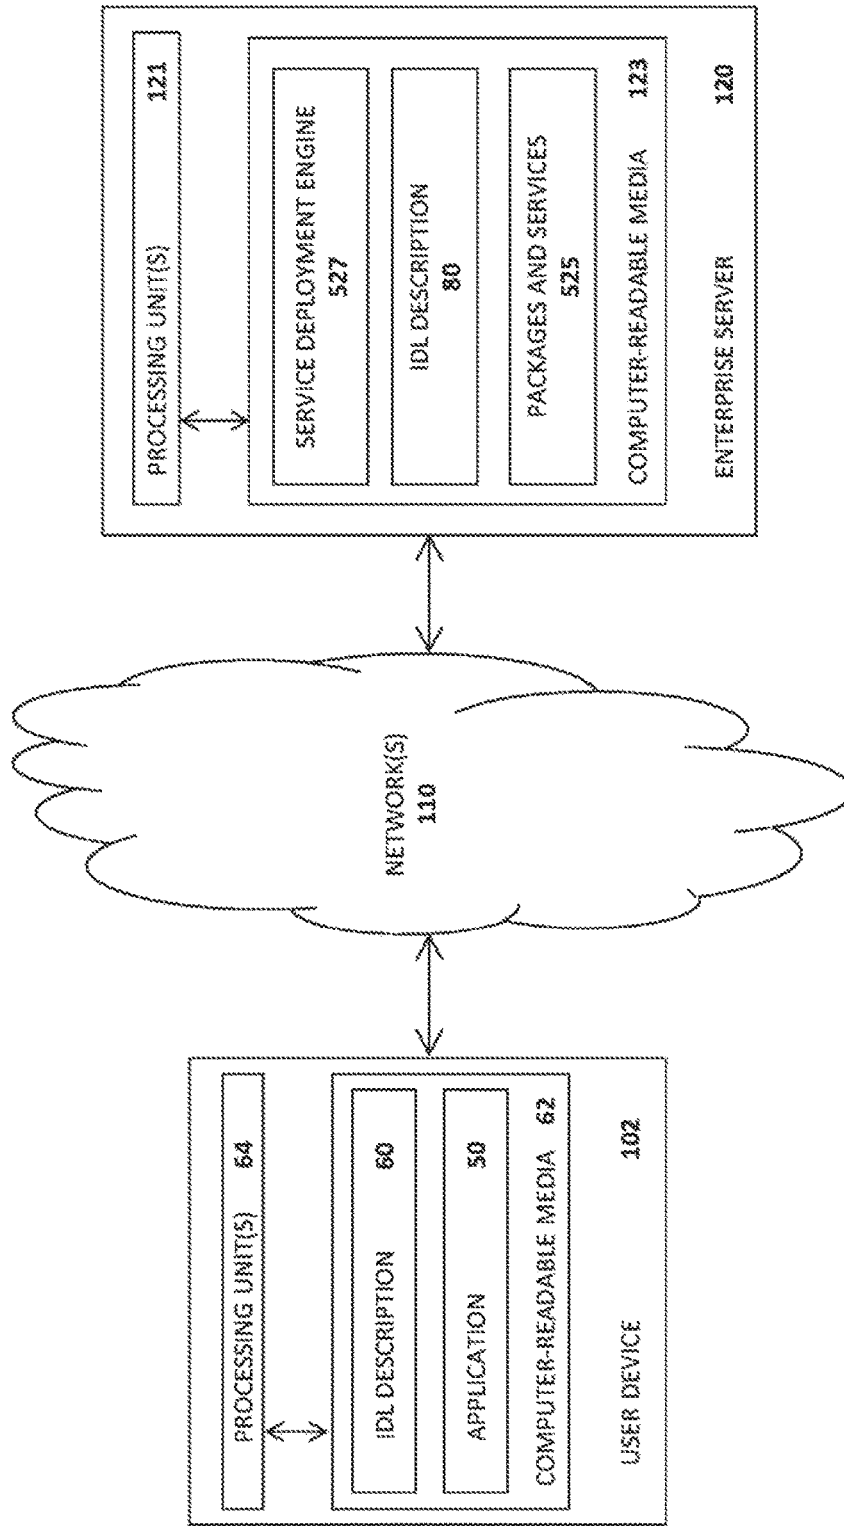 PROCESSING UNIT(S) 64
IDL DESCRIPTION 60
APPLICATION 50
COMPUTER-READABLE MEDIA 62
USER DEVICE 102
NETWORK(S)
110
PROCESSING UNIT(S) 121
SERVICE DEPLOYMENT ENGINE
527
IDL DESCRIPTION
80
PACKAGES AND SERVICES
525
COMPUTER-READABLE MEDIA 123
ENTERPRISE SERVER 120